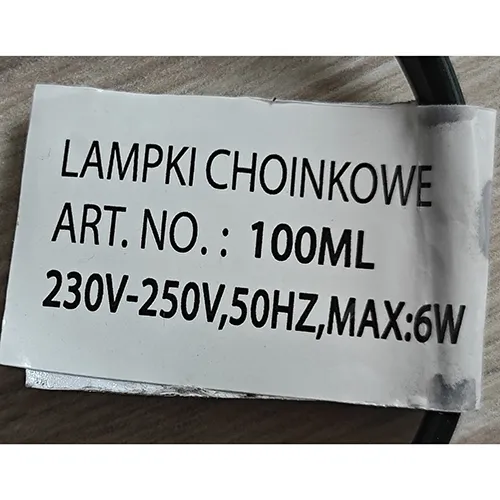 LAMPKI CHOINKOWE
ART. NO. : 100ML
230V-250V,50HZ,MAX:6W